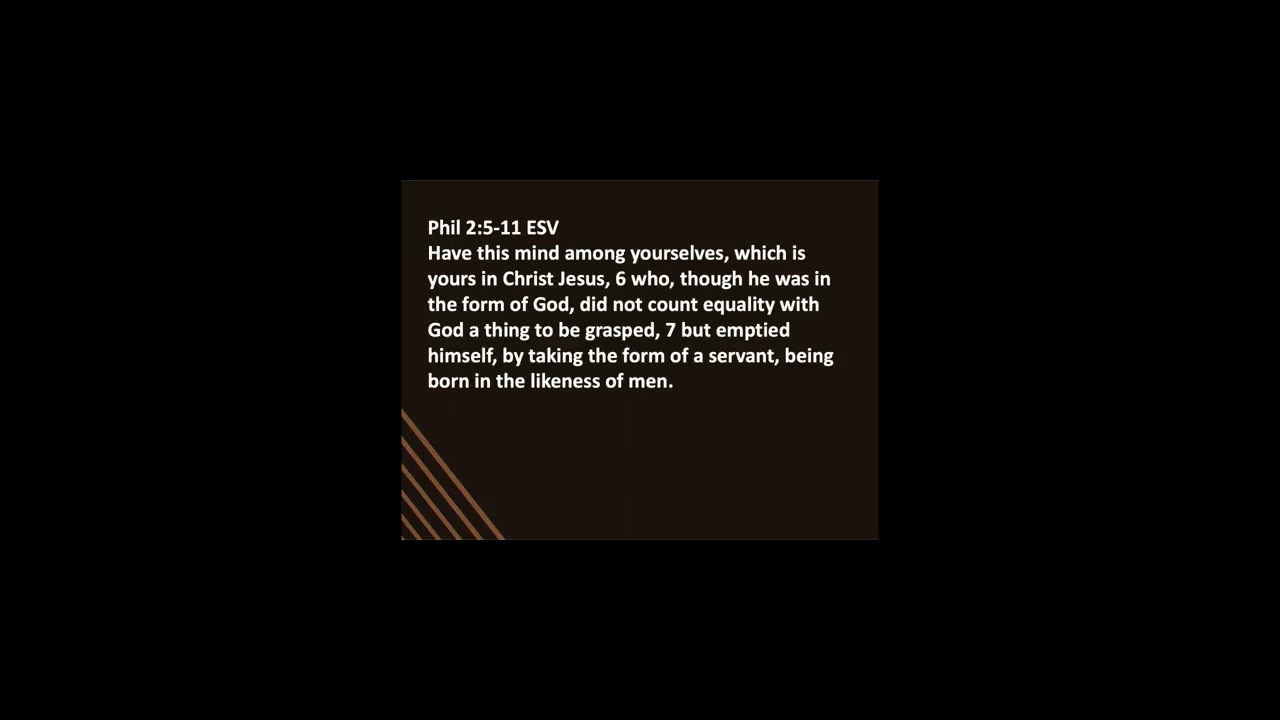 Phil 2:5-11 ESV
Have this mind among yourselves, which is
yours in Christ Jesus, 6 who, though he was in
the form of God, did not count equality with
God a thing to be grasped, 7 but emptied
himself, by taking the form of a servant, being
born in the likeness of men.